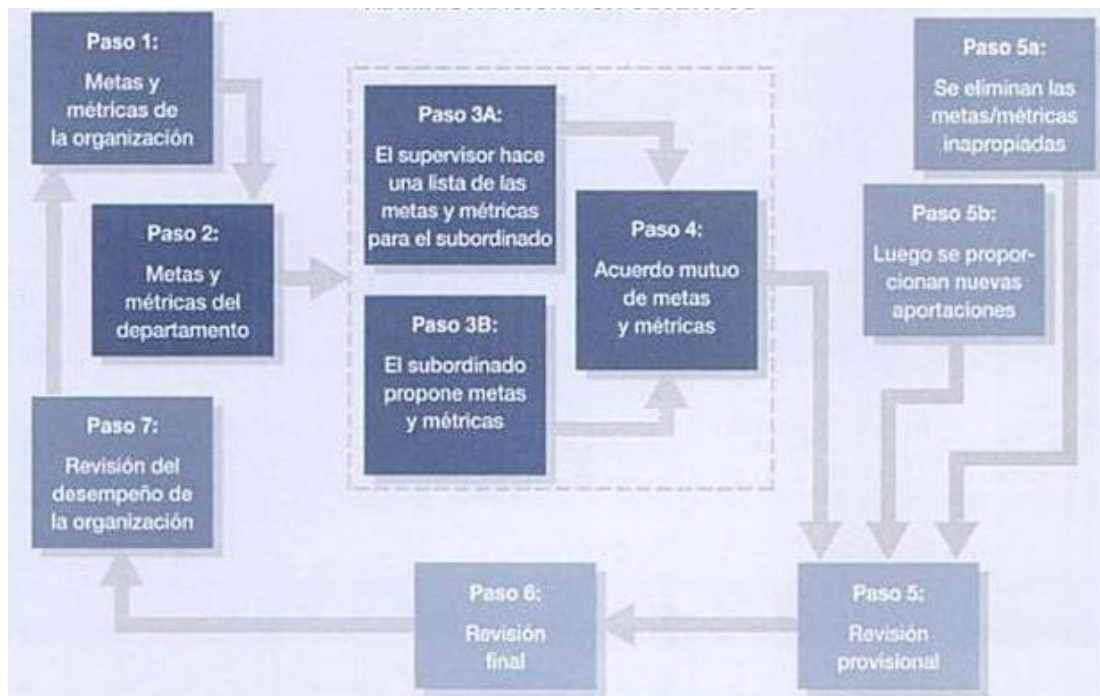 Paso 1:
Metas y
métricas de
la organización
Paso 2:
Metas y
métricas del
departamento
Paso 3A:
El supervisor hace
una lista de las
metas y métricas
para el subordinado
Paso 3B:
El subordinado
propone metas
y métricas
Paso 4:
Acuerdo mutuo
de metas
y métricas
Paso 5a:
Se eliminan las
metas/métricas
inapropiadas
Paso 5b:
Luego se propor-
cionan nuevas
aportaciones
Paso 7:
Revisión del
desempeño de
la organización
Paso 6:
Revisión
final
Paso 5:
Revisión
provisional